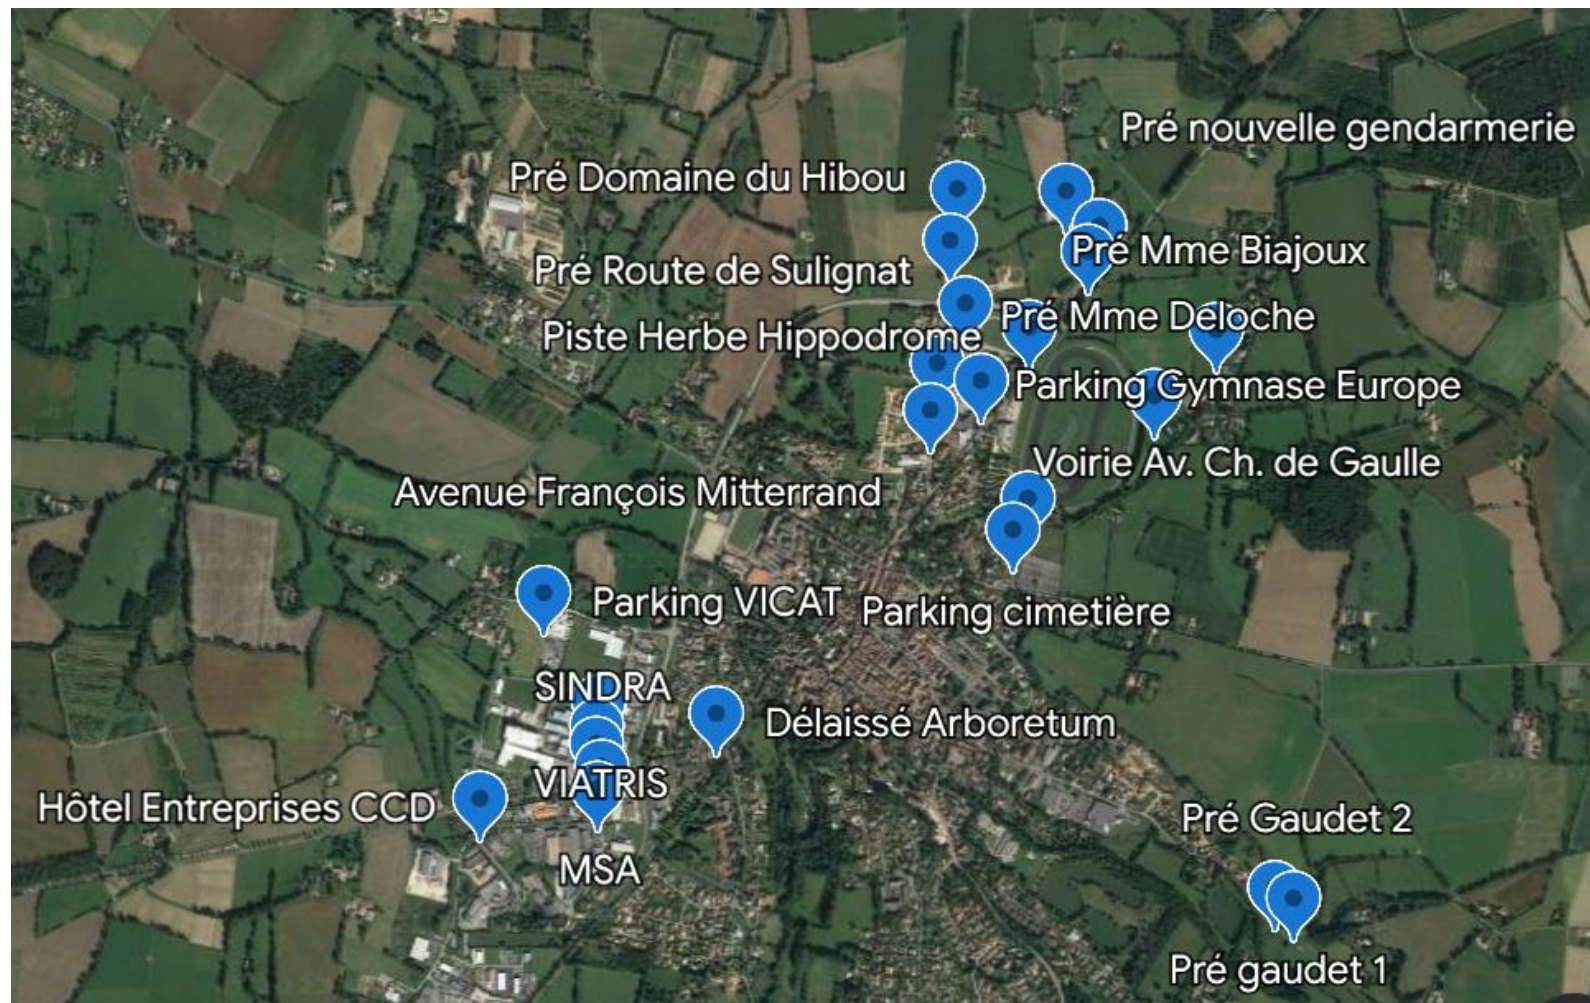 Pré nouvelle gendarmerie
Pré Domaine du Hibou
Pré Mme Biajoux
Pré Route de Sulignat
Pré Mme Deloche
Piste Herbe Hippodrome
Parking Gymnase Europe
Voirie Av. Ch. de Gaulle
Avenue François Mitterrand
Parking VICAT
Parking cimetière
SINDRA
Délaissé Arboretum
VIATRIS
Hôtel Entreprises CCD
Pré Gaudet 2
MSA
Pré gaudet 1